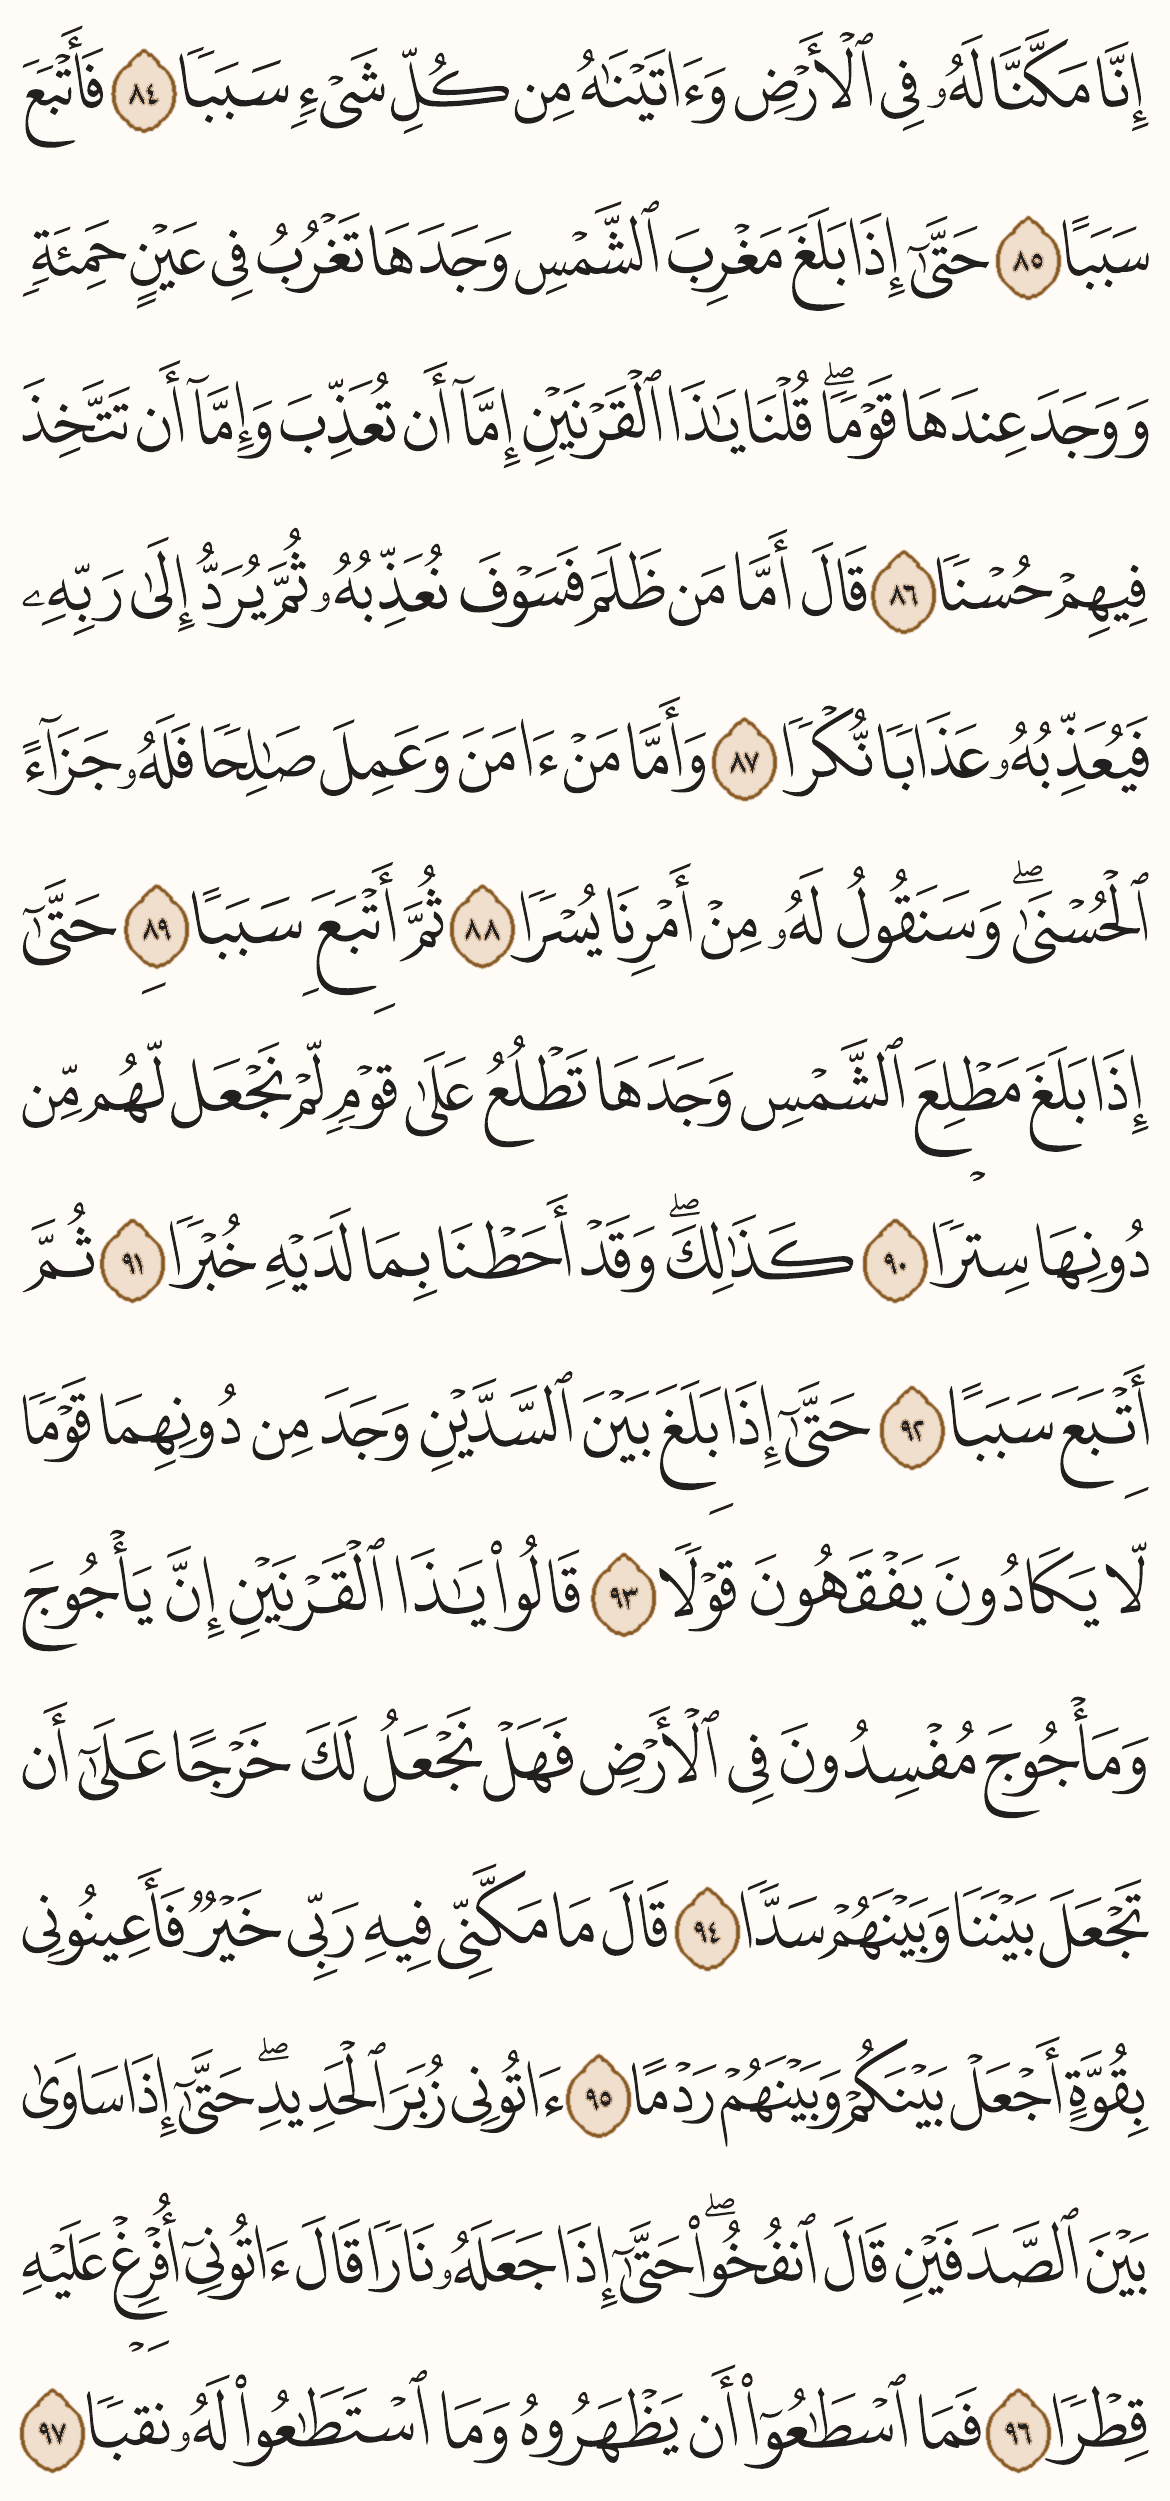 إِنَّا مَكَّنَّا لَهُۥ فِى ٱلْأَرْضِ وَءَاتَيْنَٰهُ مِن كُلِّ شَىْءٍ سَبَبًا ٨٤ فَأَتْبَعَ
سَبَبًا ٨٥ حَتَّىٰٓ إِذَا بَلَغَ مَغْرِبَ ٱلشَّمْسِ وَجَدَهَا تَغْرُبُ فِى عَيْنٍ حَمِئَةٍ
وَوَجَدَ عِندَهَا قَوْمًا ۖ قُلْنَا يَٰذَا ٱلْقَرْنَيْنِ إِمَّآ أَن تُعَذِّبَ وَإِمَّآ أَن تَتَّخِذَ
فِيهِمْ حُسْنًا ٨٦ قَالَ أَمَّا مَن ظَلَمَ فَسَوْفَ نُعَذِّبُهُۥ ثُمَّ يُرَدُّ إِلَىٰ رَبِّهِۦ
فَيُعَذِّبُهُۥ عَذَابًا نُّكْرًا ٨٧ وَأَمَّا مَنْ ءَامَنَ وَعَمِلَ صَٰلِحًا فَلَهُۥ جَزَآءً
ٱلْحُسْنَىٰ ۖ وَسَنَقُولُ لَهُۥ مِنْ أَمْرِنَا يُسْرًا ٨٨ ثُمَّ أَتْبَعَ سَبَبًا ٨٩ حَتَّىٰٓ
إِذَا بَلَغَ مَطْلِعَ ٱلشَّمْسِ وَجَدَهَا تَطْلُعُ عَلَىٰ قَوْمٍ لَّمْ نَجْعَل لَّهُم مِّن
دُونِهَا سِتْرًا ٩٠ كَذَٰلِكَ ۖ وَقَدْ أَحَطْنَا بِمَا لَدَيْهِ خُبْرًا ٩١ ثُمَّ
أَتْبَعَ سَبَبًا ٩٢ حَتَّىٰٓ إِذَا بَلَغَ بَيْنَ ٱلسَّدَّيْنِ وَجَدَ مِن دُونِهِمَا قَوْمًا
لَّا يَكَادُونَ يَفْقَهُونَ قَوْلًا ٩٣ قَالُوا۟ يَٰذَا ٱلْقَرْنَيْنِ إِنَّ يَأْجُوجَ
وَمَأْجُوجَ مُفْسِدُونَ فِى ٱلْأَرْضِ فَهَلْ نَجْعَلُ لَكَ خَرْجًا عَلَىٰٓ أَن
تَجْعَلَ بَيْنَنَا وَبَيْنَهُمْ سَدًّا ٩٤ قَالَ مَا مَكَّنِّى فِيهِ رَبِّى خَيْرٌ فَأَعِينُونِى
بِقُوَّةٍ أَجْعَلْ بَيْنَكُمْ وَبَيْنَهُمْ رَدْمًا ٩٥ ءَاتُونِى زُبَرَ ٱلْحَدِيدِ ۖ حَتَّىٰٓ إِذَا سَاوَىٰ
بَيْنَ ٱلصَّدَفَيْنِ قَالَ ٱنفُخُوا۟ ۖ حَتَّىٰٓ إِذَا جَعَلَهُۥ نَارًا قَالَ ءَاتُونِىٓ أُفْرِغْ عَلَيْهِ
قِطْرًا ٩٦ فَمَا ٱسْطَٰعُوٓا۟ أَن يَظْهَرُوهُ وَمَا ٱسْتَطَٰعُوا۟ لَهُۥ نَقْبًا ٩٧